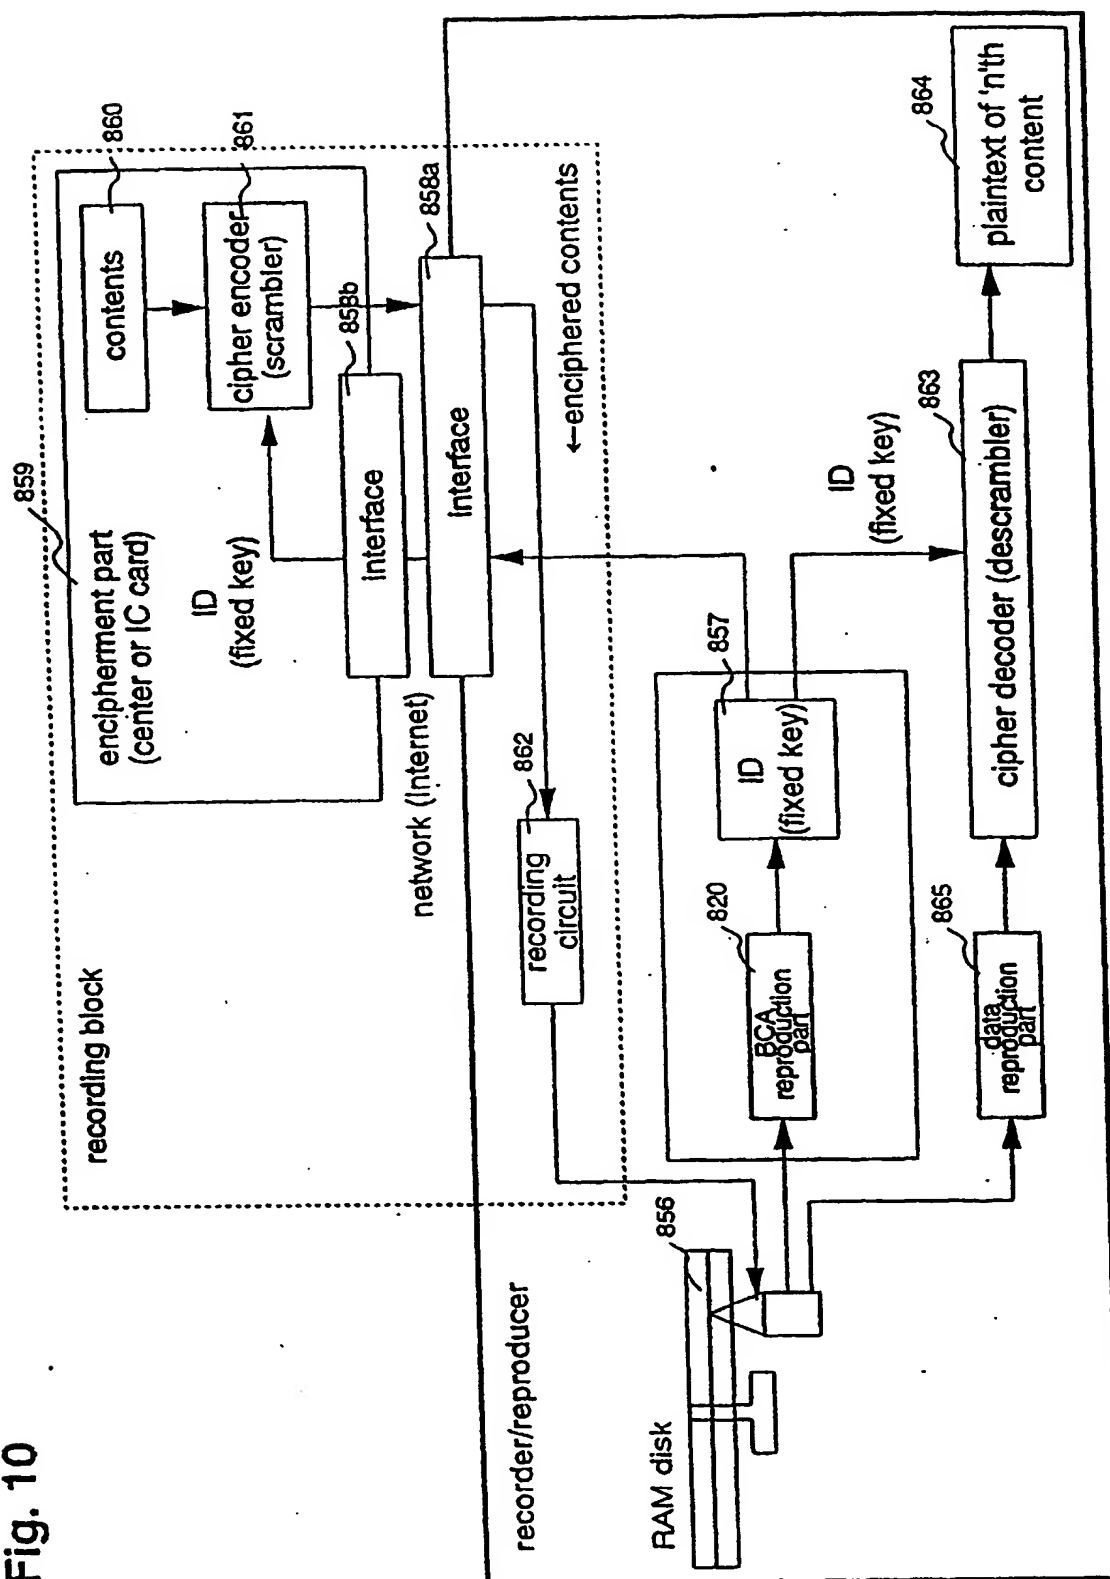 Fig. 10
recording block
859
encipherment part
(center or IC card)
860
contents
861
cipher encoder
(scrambler)
ID
(fixed key)
858b
Interface
network (Internet)
858a
Interface
←enciphered contents
862
recording
circuit
recorder/reproducer
RAM disk
856
820
BCA
reproduction
part
857
ID
(fixed key)
ID
(fixed key)
865
data
reproduction
part
863
cipher decoder (descrambler)
864
plaintext of 'n'th
content